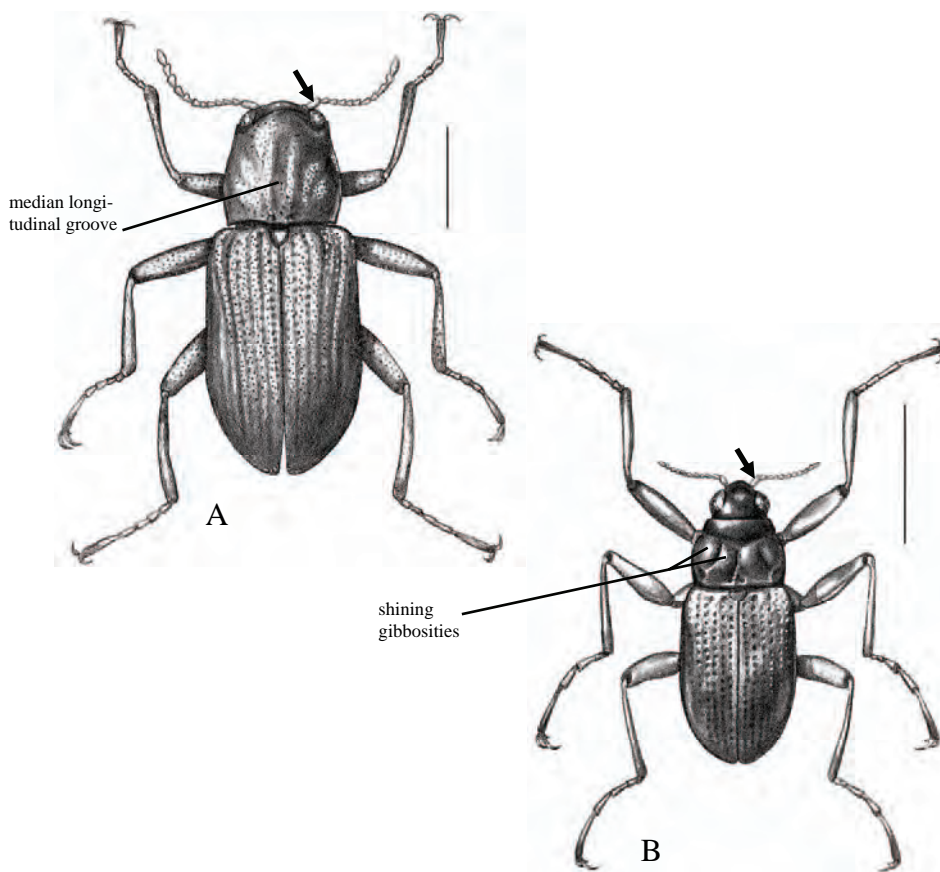 median longi-
tudinal groove
A
shining
gibbosities
B